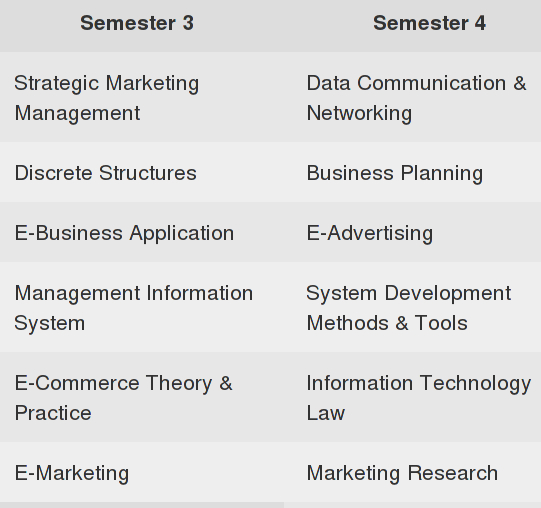 Semester 3 Semester 4
Strategic Marketing Data Communication &
Management Networking
Discrete Structures Business Planning
E-Business Application E-Advertising
Management Information System Development
System Methods & Tools
E-Commerce Theory & Information Technology
Practice Law
E-Marketing Marketing Research